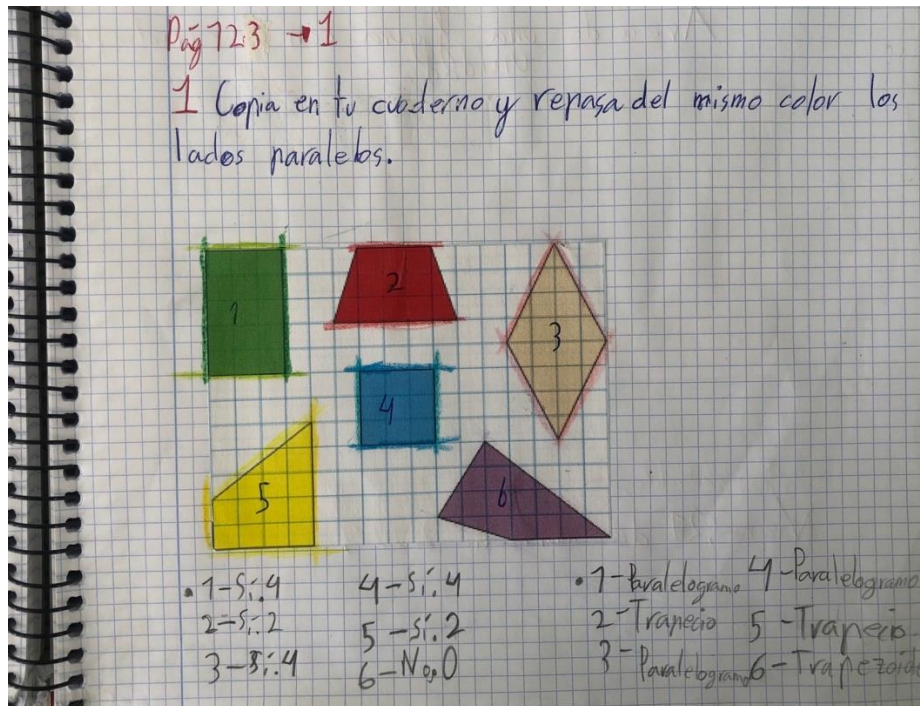 Pág 123 → 1
1 Copia en tu cuaderno y repasa del mismo color los
lados paralelos.
1
2
3
4
5
6
• 1-Sí. 4 4-Sí. 4 • 1-Paralelogramo 4-Paralelogramo
2-Sí. 2 5-Sí. 2 2-Trapecio 5-Trapecio
3-Sí. 4 6-No. 0 3-Paralelogramo 6-Trapezoide